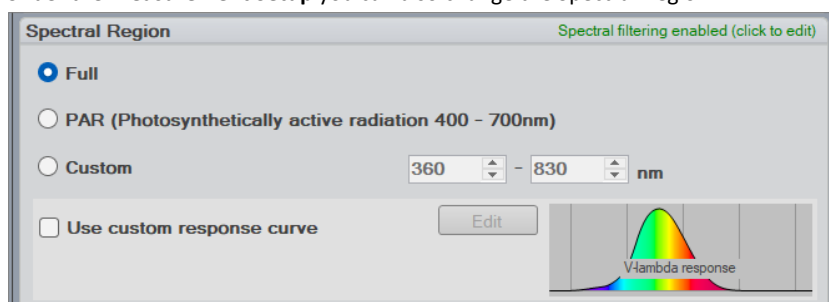 Spectral Region
Spectral filtering enabled (click to edit)
Full
PAR (Photosynthetically active radiation 400 - 700nm)
Custom
360 - 830 nm
Use custom response curve
Edit
V-lambda response